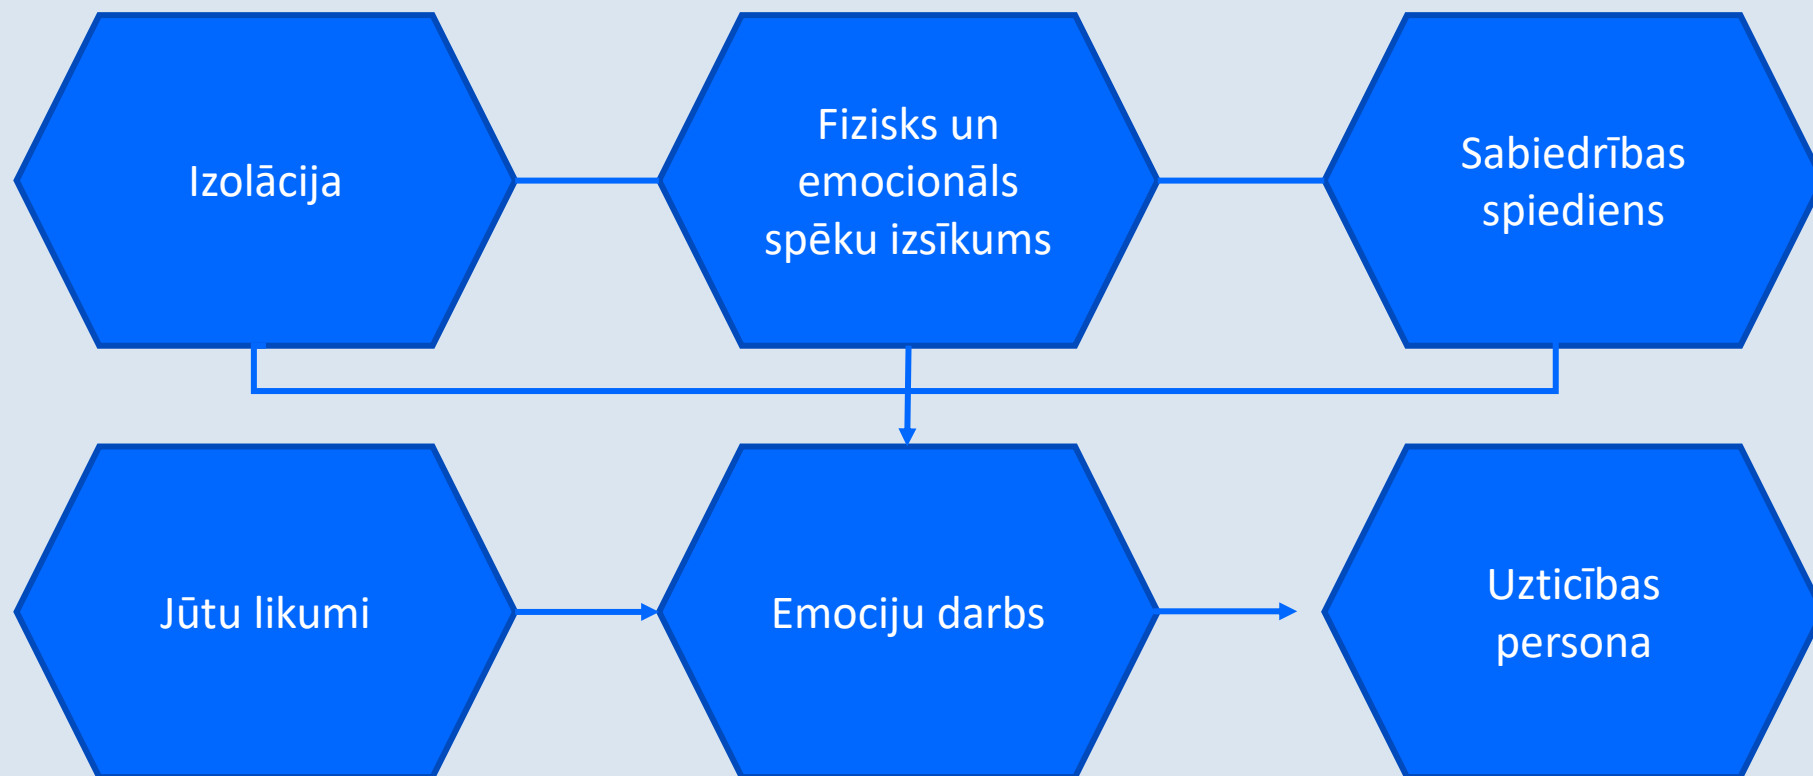 Izolācija
Fizisks un
emocionāls
spēku izsīkums
Sabiedrības
spiediens
Jūtu likumi
Emociju darbs
Uzticības
persona